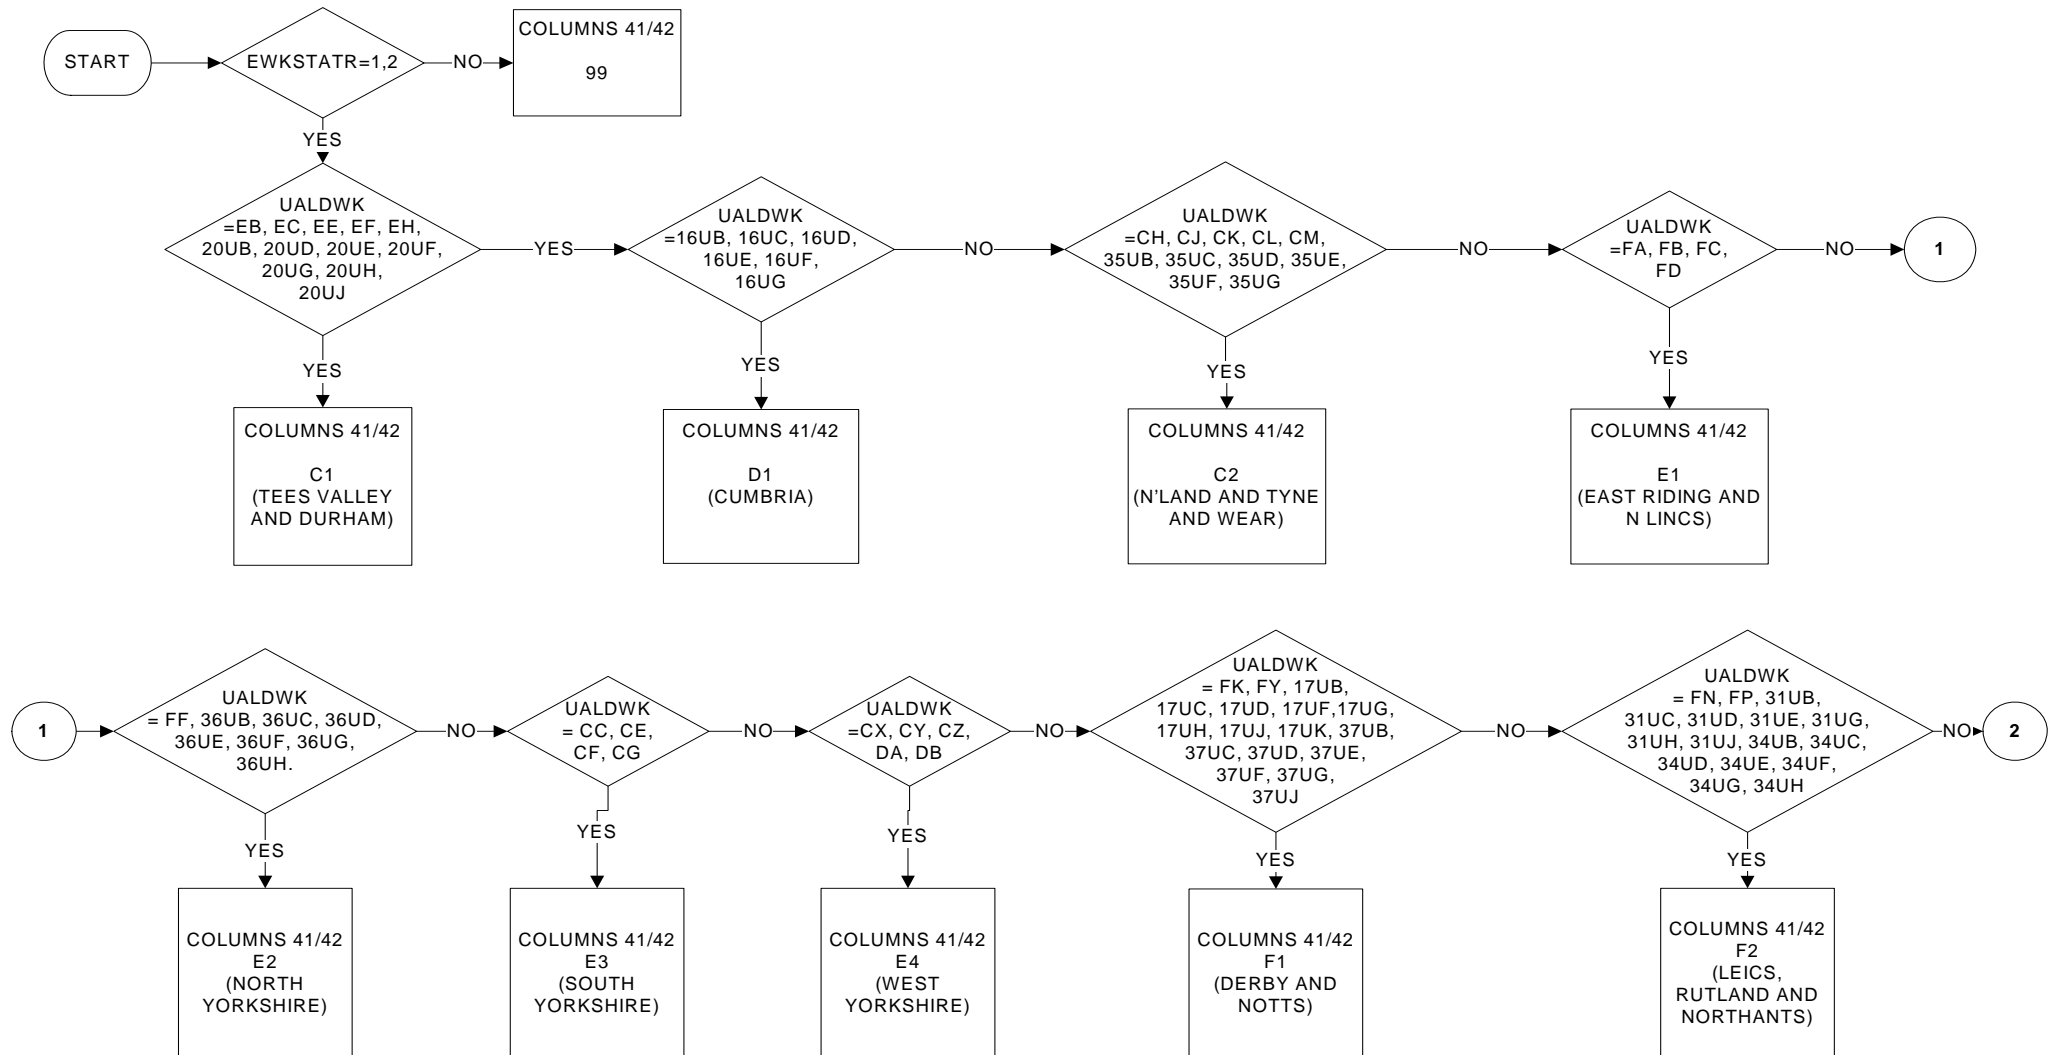 START
EWKSTATR=1,2
NO
COLUMNS 41/42
99
YES
UALDWK
=EB, EC, EE, EF, EH,
20UB, 20UD, 20UE, 20UF,
20UG, 20UH,
20UJ
YES
UALDWK
=16UB, 16UC, 16UD,
16UE, 16UF,
16UG
NO
UALDWK
=CH, CJ, CK, CL, CM,
35UB, 35UC, 35UD, 35UE,
35UF, 35UG
NO
UALDWK
=FA, FB, FC,
FD
NO
1
YES
YES
YES
YES
COLUMNS 41/42
C1
(TEES VALLEY
AND DURHAM)
COLUMNS 41/42
D1
(CUMBRIA)
COLUMNS 41/42
C2
(N'LAND AND TYNE
AND WEAR)
COLUMNS 41/42
E1
(EAST RIDING AND
N LINCS)
1
UALDWK
= FF, 36UB, 36UC, 36UD,
36UE, 36UF, 36UG,
36UH.
NO
UALDWK
= CC, CE,
CF, CG
NO
UALDWK
=CX, CY, CZ,
DA, DB
NO
UALDWK
= FK, FY, 17UB,
17UC, 17UD, 17UF,17UG,
17UH, 17UJ, 17UK, 37UB,
37UC, 37UD, 37UE,
37UF, 37UG,
37UJ
NO
UALDWK
= FN, FP, 31UB,
31UC, 31UD, 31UE, 31UG,
31UH, 31UJ, 34UB, 34UC,
34UD, 34UE, 34UF,
34UG, 34UH
NO
2
YES
YES
YES
YES
YES
COLUMNS 41/42
E2
(NORTH
YORKSHIRE)
COLUMNS 41/42
E3
(SOUTH
YORKSHIRE)
COLUMNS 41/42
E4
(WEST
YORKSHIRE)
COLUMNS 41/42
F1
(DERBY AND
NOTTS)
COLUMNS 41/42
F2
(LEICS,
RUTLAND AND
NORTHANTS)